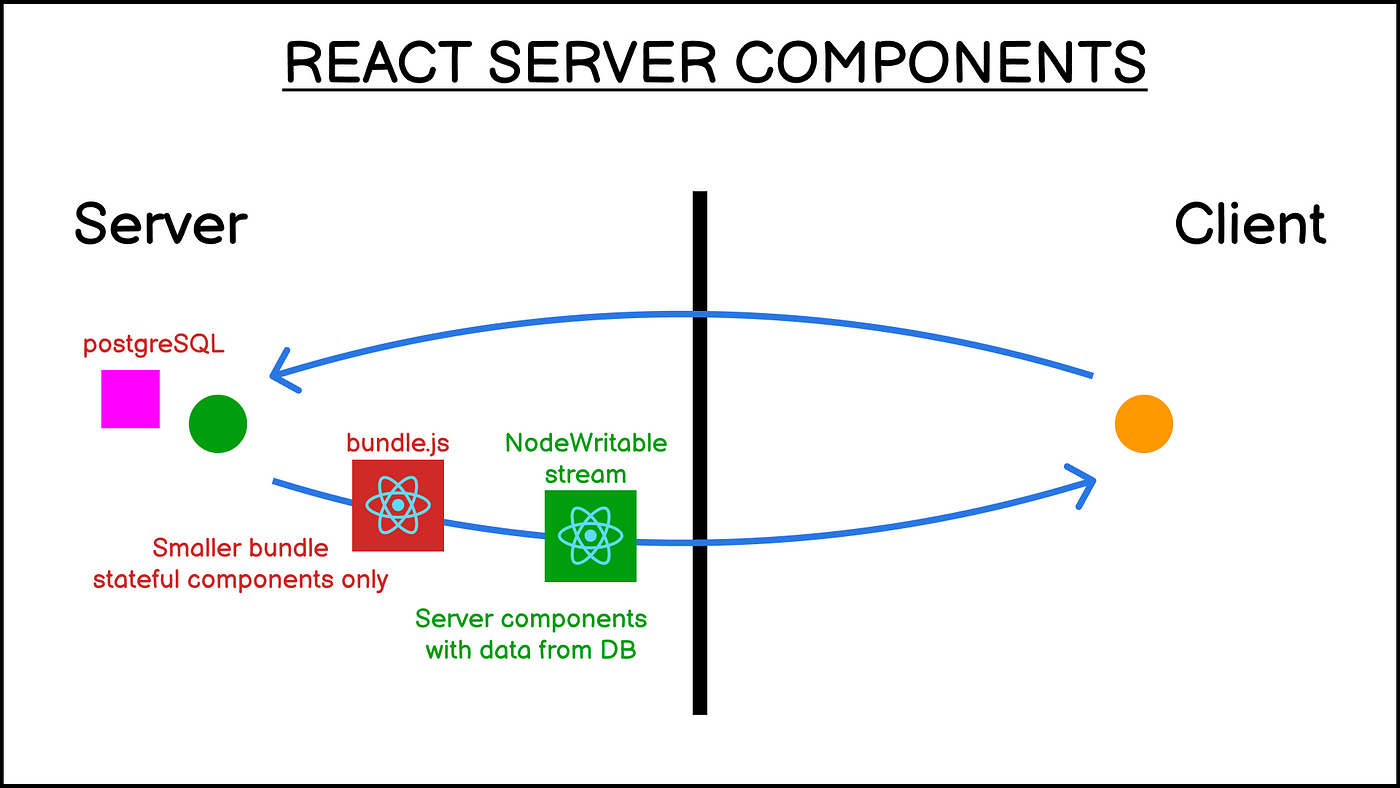 REACT SERVER COMPONENTS
Server
Client
postgreSQL
bundle.js
NodeWritable
stream
Smaller bundle
stateful components only
Server components
with data from DB